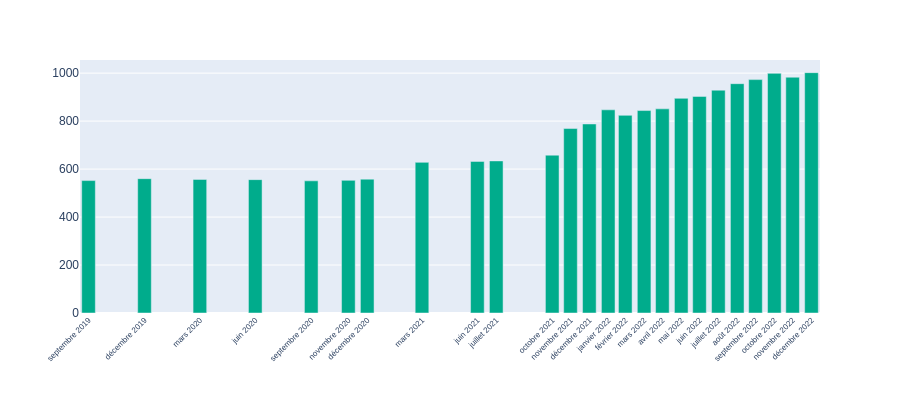 1000
800
600
400
200
0
septembre 2019
décembre 2019
mars 2020
juin 2020
septembre 2020
novembre 2020
décembre 2020
mars 2021
juin 2021
juillet 2021
octobre 2021
novembre 2021
décembre 2021
janvier 2022
février 2022
mars 2022
avril 2022
mai 2022
juin 2022
juillet 2022
août 2022
septembre 2022
octobre 2022
novembre 2022
décembre 2022